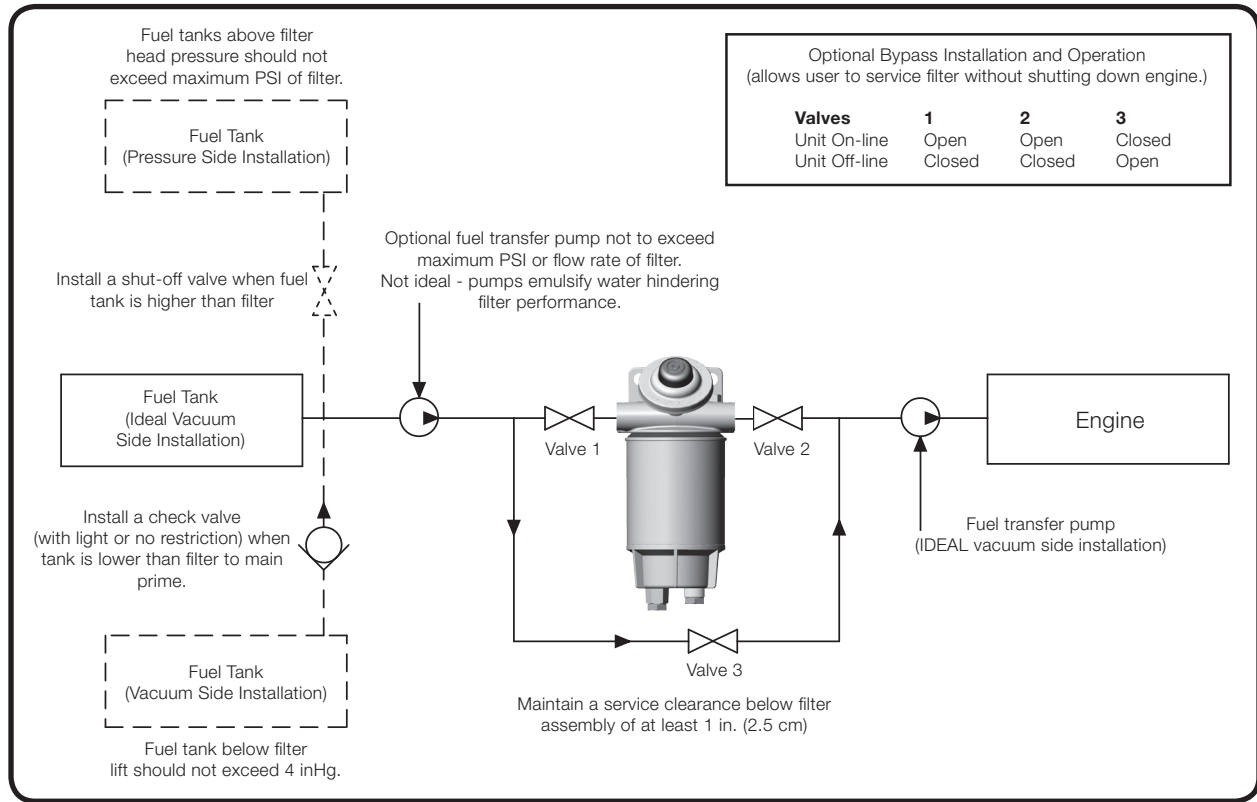 Fuel tanks above filter
head pressure should not
exceed maximum PSI of filter.
Fuel Tank
(Pressure Side Installation)
Optional Bypass Installation and Operation
(allows user to service filter without shutting down engine.)
Valves 1 2 3
Unit On-line Open Open Closed
Unit Off-line Closed Closed Open
Install a shut-off valve when fuel
tank is higher than filter
Optional fuel transfer pump not to exceed
maximum PSI or flow rate of filter.
Not ideal - pumps emulsify water hindering
filter performance.
Fuel Tank
(Ideal Vacuum
Side Installation)
Valve 1
Valve 2
Engine
Install a check valve
(with light or no restriction) when
tank is lower than filter to main
prime.
Fuel transfer pump
(IDEAL vacuum side installation)
Fuel Tank
(Vacuum Side Installation)
Valve 3
Maintain a service clearance below filter
assembly of at least 1 in. (2.5 cm)
Fuel tank below filter
lift should not exceed 4 inHg.